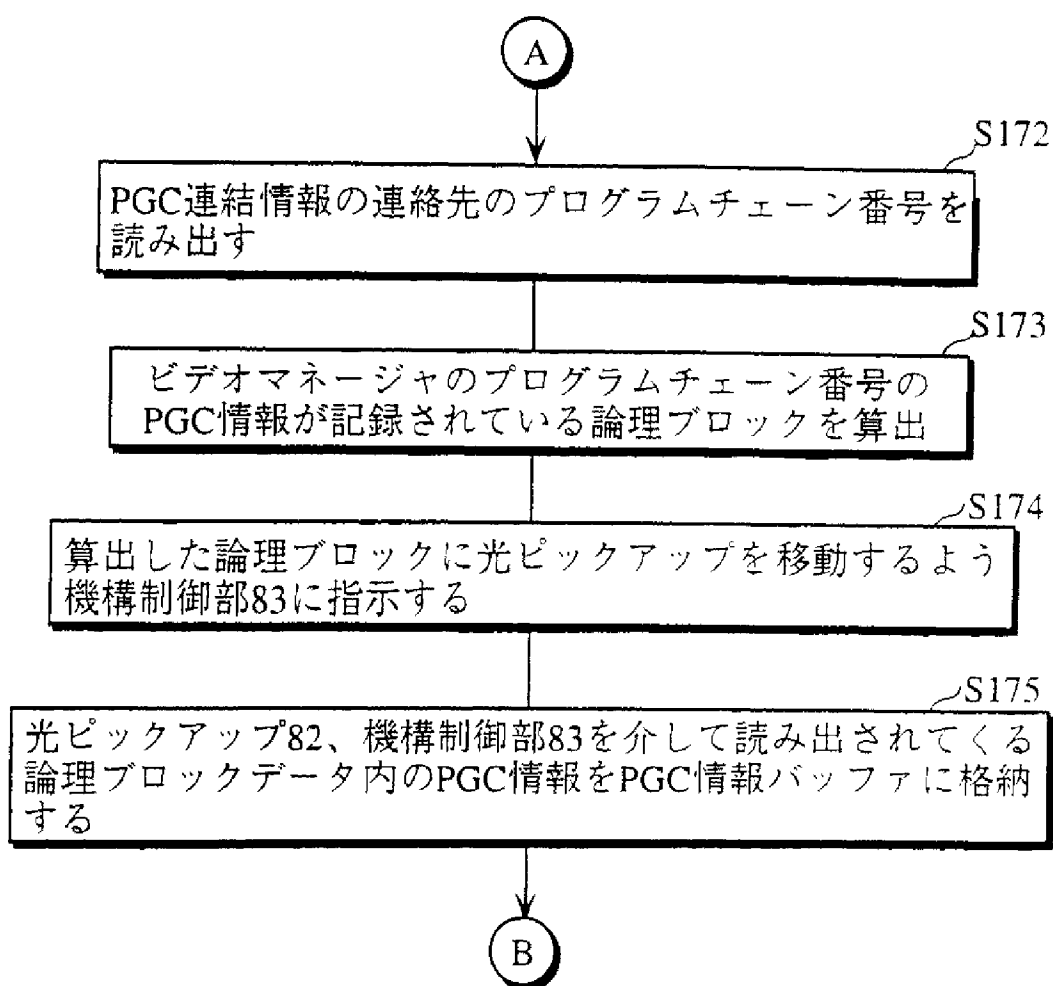 A
S172
PGC連結情報の連絡先のプログラムチェーン番号を
読み出す
S173
ビデオマネージャのプログラムチェーン番号の
PGC情報が記録されている論理ブロックを算出
S174
算出した論理ブロックに光ピックアップを移動するよう
機構制御部83に指示する
S175
光ピックアップ82、機構制御部83を介して読み出されてくる
論理ブロックデータ内のPGC情報をPGC情報バッファに格納
する
B